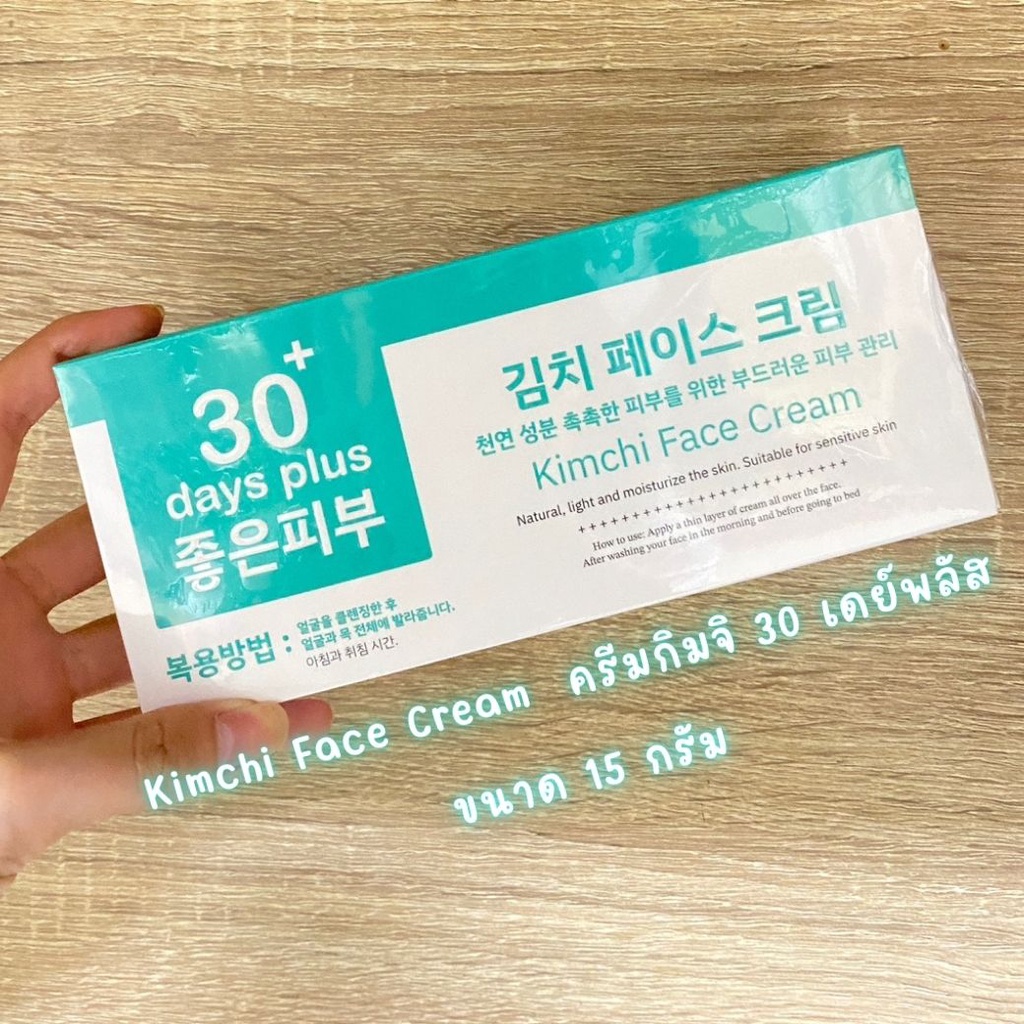 30+
days plus
좋은피부
김치 페이스 크림
천연 성분 촉촉한 피부를 위한 부드러운 피부 관리
Kimchi Face Cream
Natural, light and moisturize the skin. Suitable for sensitive skin
+++++++++++++++++++++
How to use: Apply a thin layer of cream all over the face.
After washing your face in the morning and before going to bed
복용방법 :
얼굴을 클렌징한 후
얼굴과 목 전체에 발라줍니다.
아침과 취침 시간.
Kimchi Face Cream ครีมกิมจิ 30 เดย์พลัส
ขนาด 15 กรัม